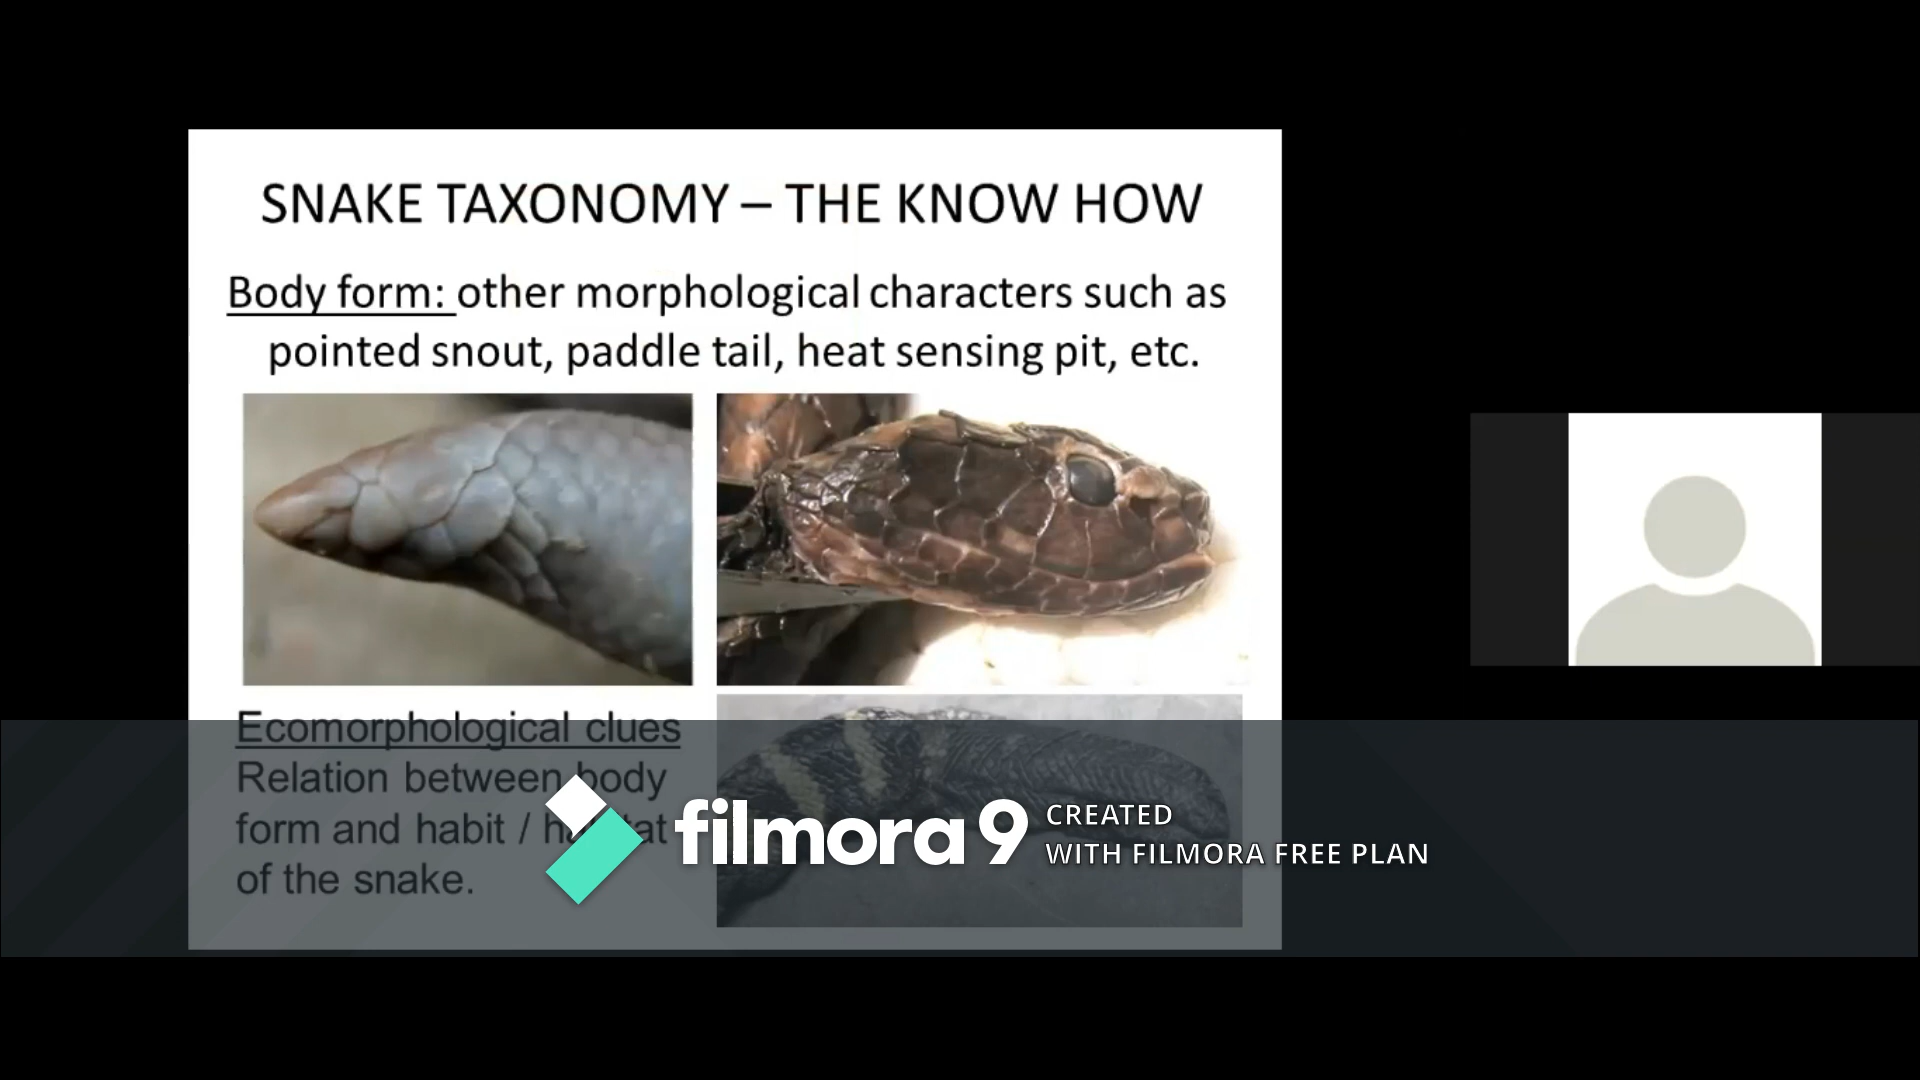 SNAKE TAXONOMY – THE KNOW HOW
Body form: other morphological characters such as
pointed snout, paddle tail, heat sensing pit, etc.
Ecomorphological clues
Relation between body
form and habit /
of the snake.
filmora 9
CREATED
WITH FILMORA FREE PLAN